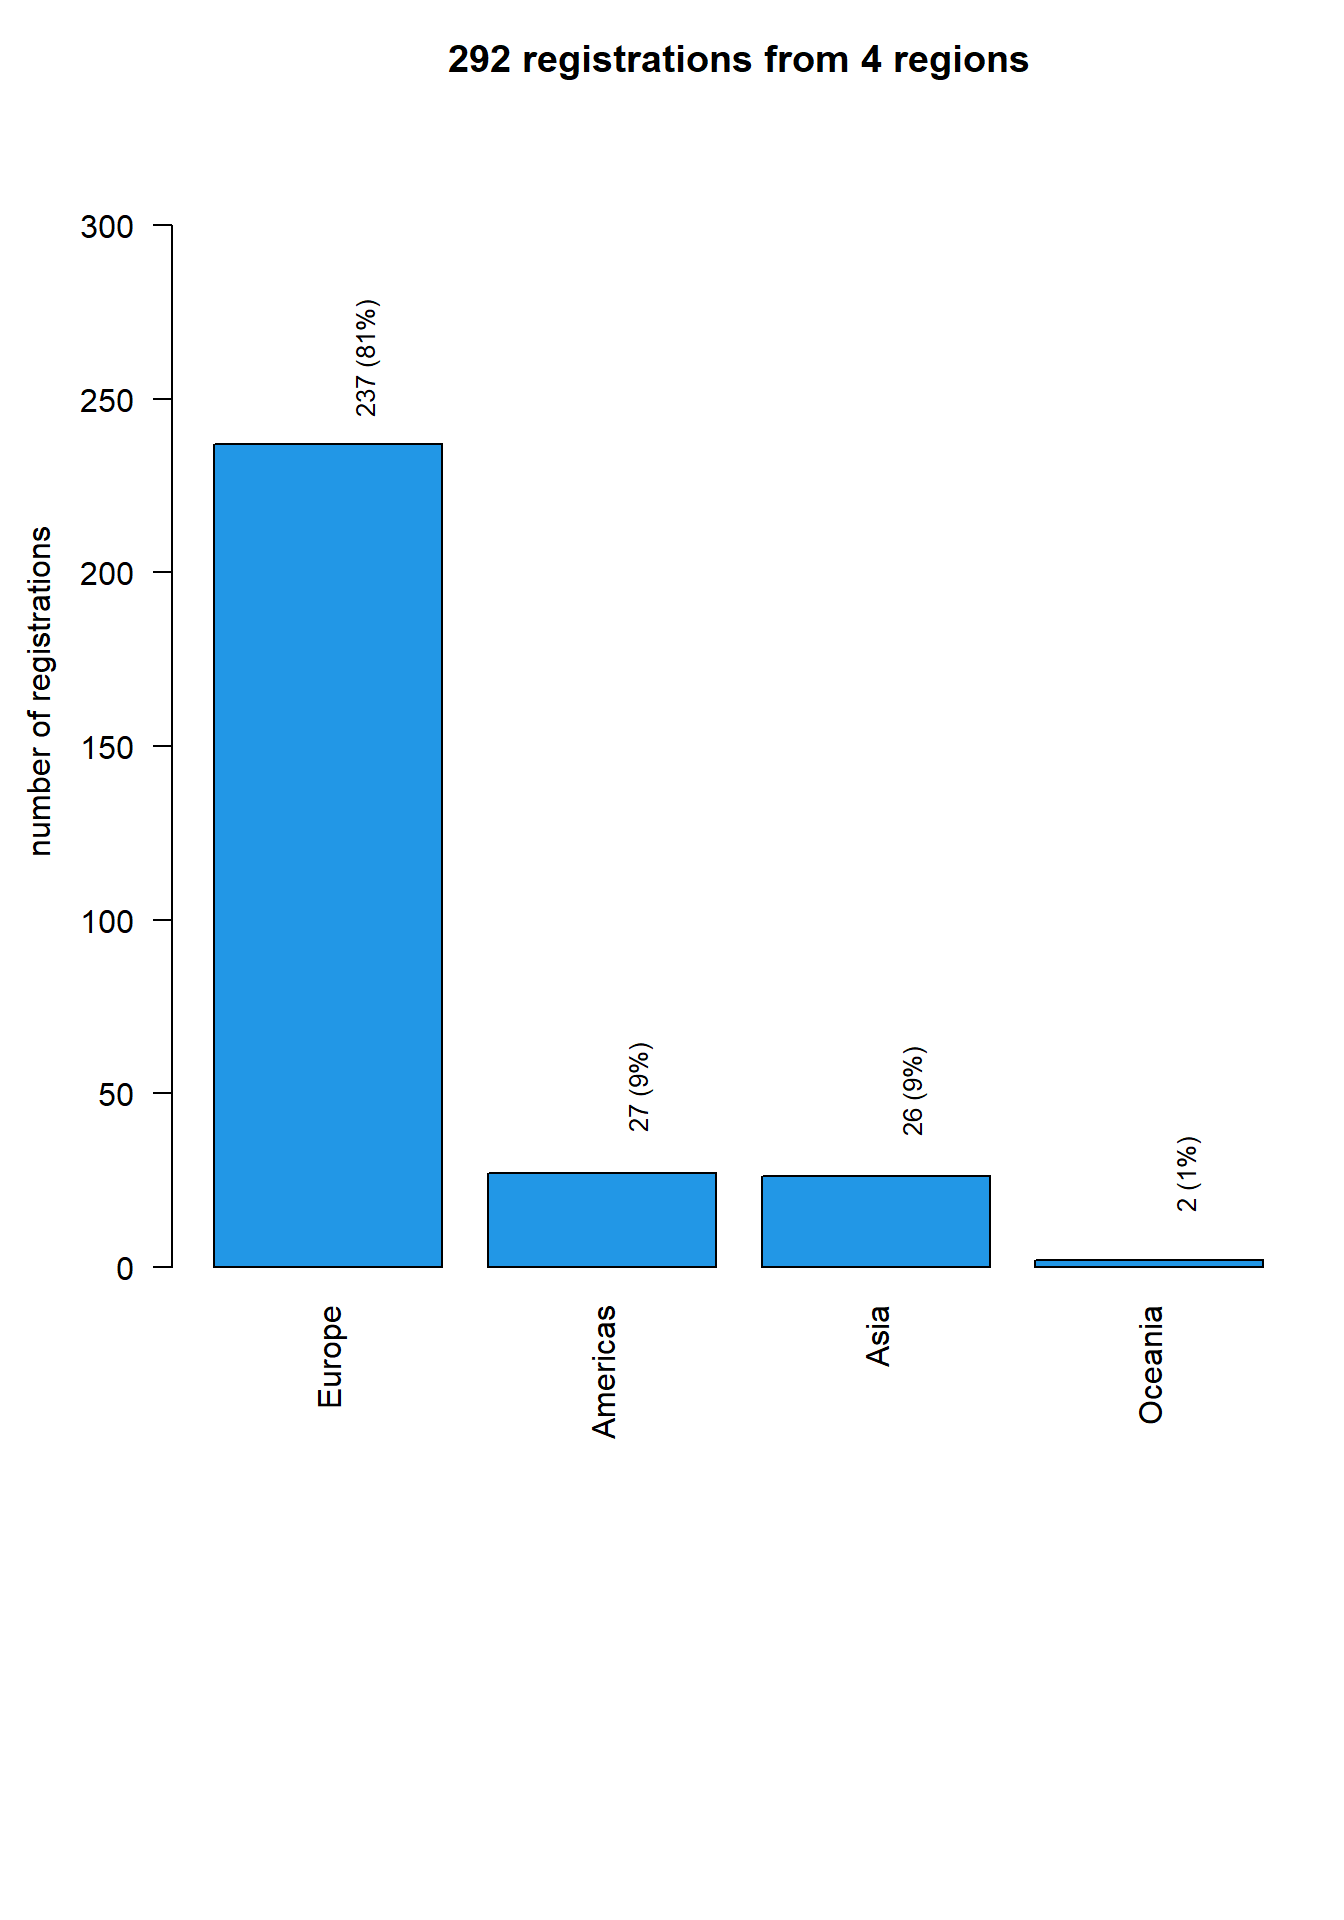 292 registrations from 4 regions
number of registrations
300
250
200
150
100
50
0
237 (81%)
27 (9%)
26 (9%)
2 (1%)
Europe
Americas
Asia
Oceania